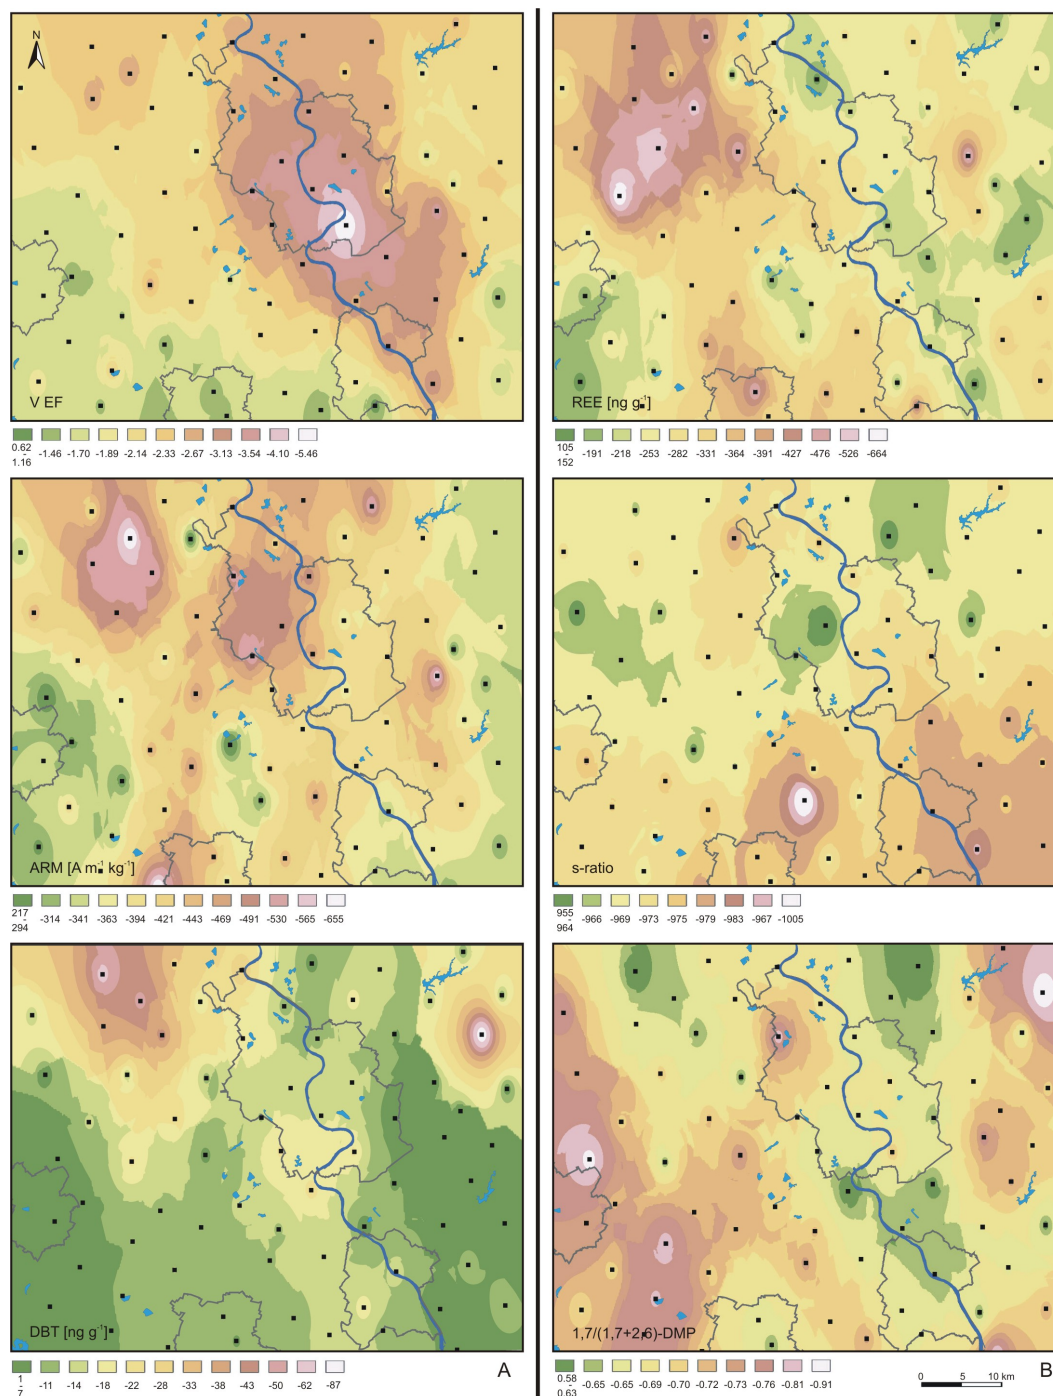 N
V EF
0.62
-
1.16
-1.46 -1.70 -1.89 -2.14 -2.33 -2.67 -3.13 -3.54 -4.10 -5.46
REE [ng g⁻¹]
105
-
152
-191 -218 -253 -282 -331 -364 -391 -427 -476 -526 -664
ARM [A m⁻¹ kg⁻¹]
217
-
294
-314 -341 -363 -394 -421 -443 -469 -491 -530 -565 -655
s-ratio
955
-
964
-966 -969 -973 -975 -979 -983 -967 -1005
DBT [ng g⁻¹]
1
-
7
-11 -14 -18 -22 -28 -33 -38 -43 -50 -62 -87
A
1,7/(1,7+2,6)-DMP
0.58
-
0.63
-0.65 -0.65 -0.69 -0.70 -0.72 -0.73 -0.76 -0.81 -0.91
0 5 10 km
B